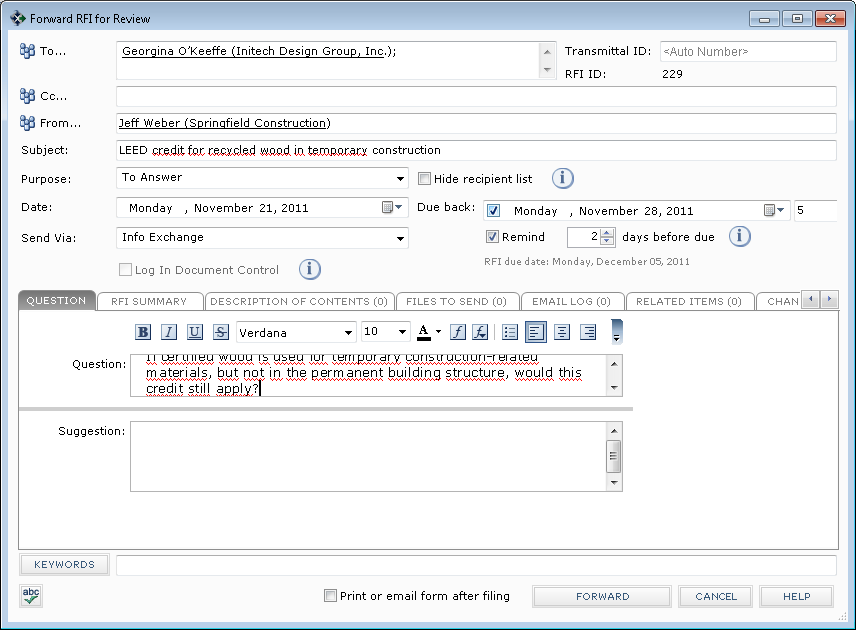 Forward RFI for Review
To... Georgina O'Keeffe (Initech Design Group, Inc.); Transmittal ID: <Auto Number>
RFI ID: 229
Cc...
From... Jeff Weber (Springfield Construction)
Subject: LEED credit for recycled wood in temporary construction
Purpose: To Answer Hide recipient list
Date: Monday , November 21, 2011 Due back: Monday , November 28, 2011 5
Send Via: Info Exchange Remind 2 days before due
RFI due date: Monday, December 05, 2011
Log In Document Control
QUESTION RFI SUMMARY DESCRIPTION OF CONTENTS (0) FILES TO SEND (0) EMAIL LOG (0) RELATED ITEMS (0) CHAN
B I U S Verdana 10 A f f
Question: If certified wood is used for temporary construction-related
materials, but not in the permanent building structure, would this
credit still apply?
Suggestion:
KEYWORDS
abc Print or email form after filing FORWARD CANCEL HELP